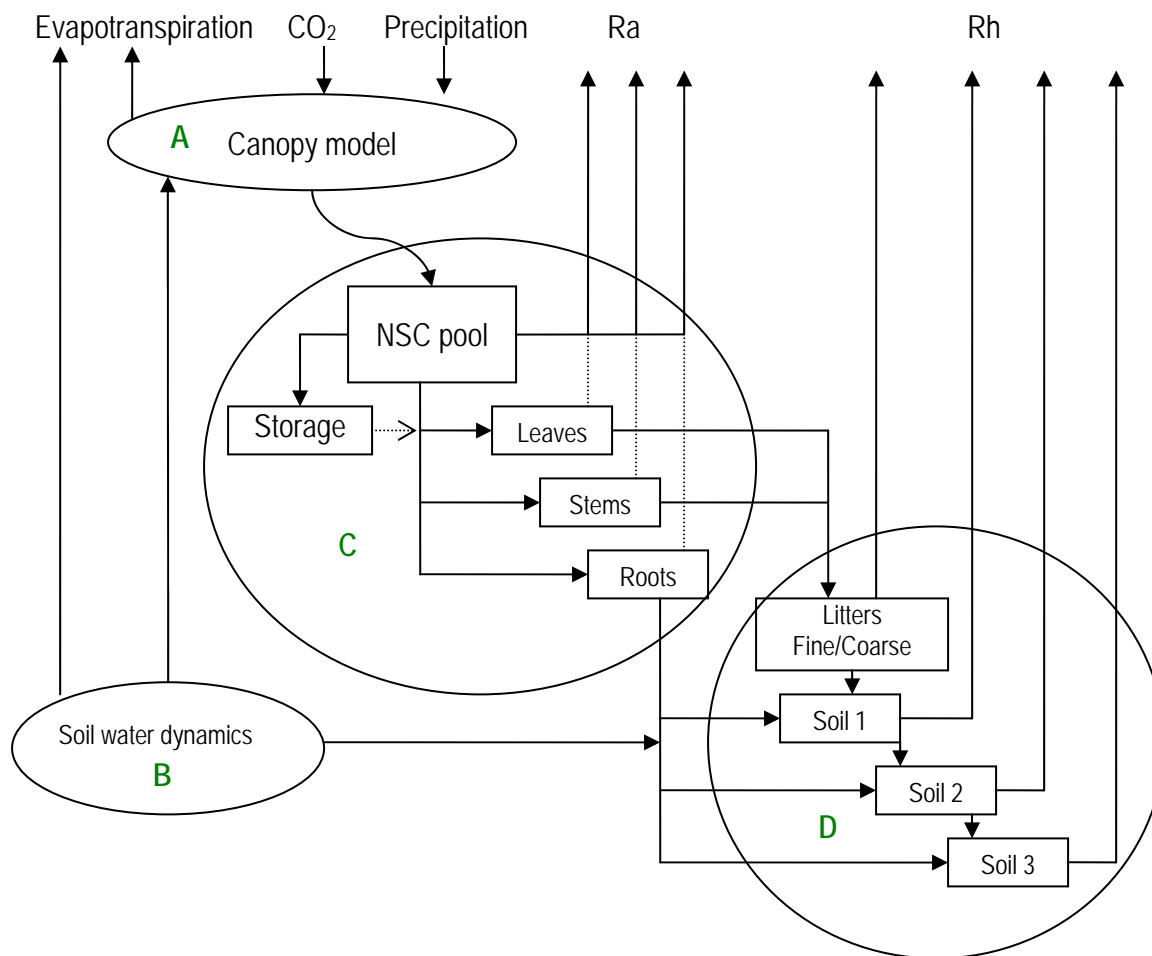 Evapotranspiration CO₂ Precipitation Ra Rh
A Canopy model
NSC pool
Storage
Leaves
Stems
C
Roots
Litters
Fine/Coarse
Soil 1
Soil water dynamics
B
Soil 2
D
Soil 3